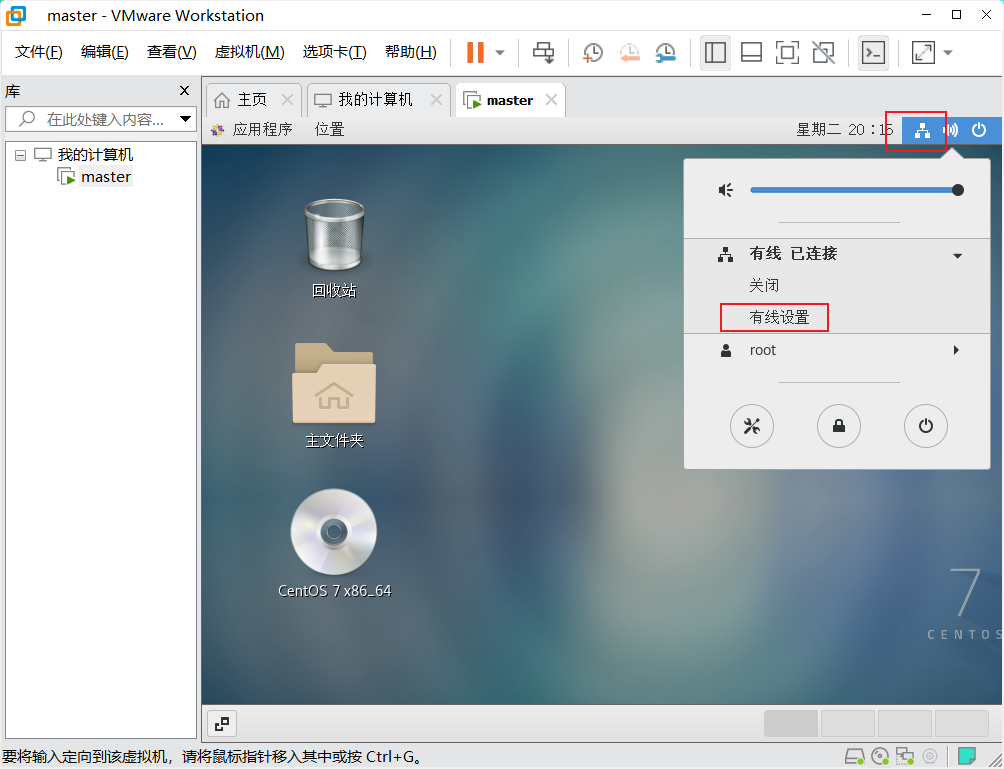 master - VMware Workstation
文件(F) 编辑(E) 查看(V) 虚拟机(M) 选项卡(T) 帮助(H)
库
在此处键入内容...
我的计算机
master
主页 我的计算机 master
应用程序 位置 星期二 20：15
有线 已连接
关闭
有线设置
root
回收站
主文件夹
CentOS 7 x86_64
7
CENTOS
要将输入定向到该虚拟机，请将鼠标指针移入其中或按 Ctrl+G。